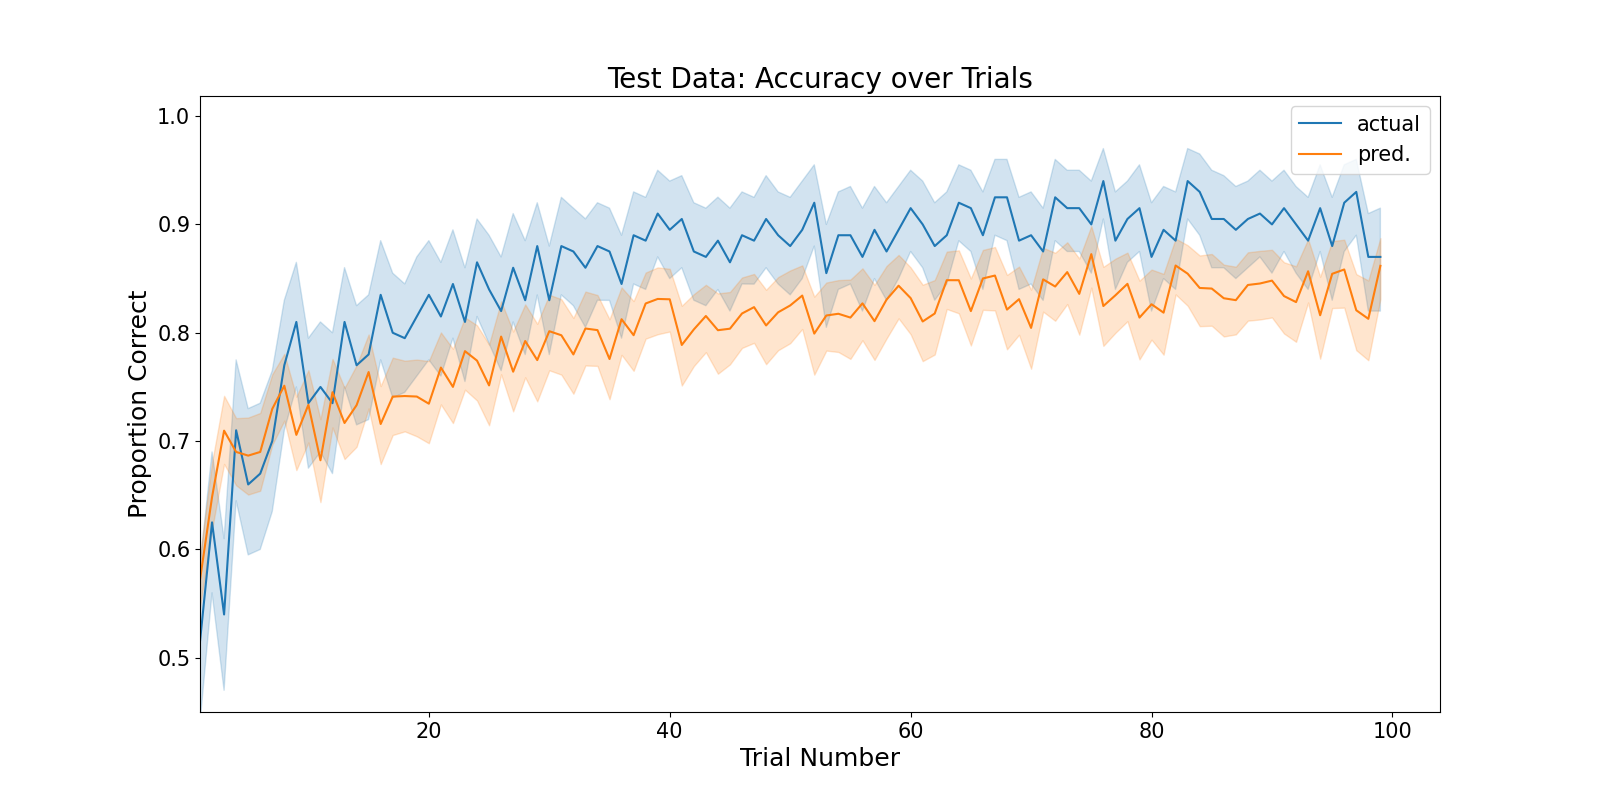 Test Data: Accuracy over Trials
1.0
0.9
0.8
0.7
0.6
0.5
Proportion Correct
actual
pred.
20
40
60
80
100
Trial Number